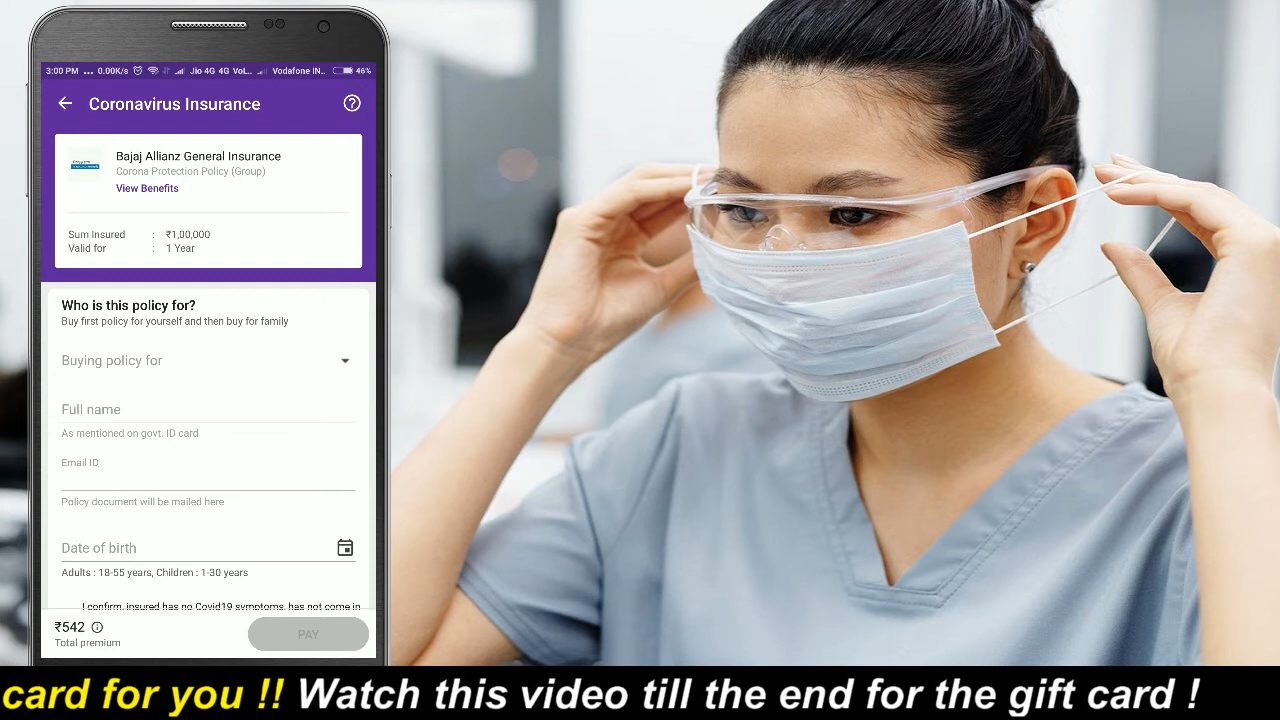 3:00 PM ... 0.00K/s Jio 4G 4G VoL.. Vodafone IN.. 46%
Coronavirus Insurance
Bajaj Allianz General Insurance
Corona Protection Policy (Group)
View Benefits
Sum Insured : ₹1,00,000
Valid for : 1 Year
Who is this policy for?
Buy first policy for yourself and then buy for family
Buying policy for
Full name
As mentioned on govt. ID card
Email ID
Policy document will be mailed here
Date of birth
Adults : 18-55 years, Children : 1-30 years
I confirm, insured has no Covid19 symptoms, has not come in
₹542
Total premium
PAY
card for you !! Watch this video till the end for the gift card !